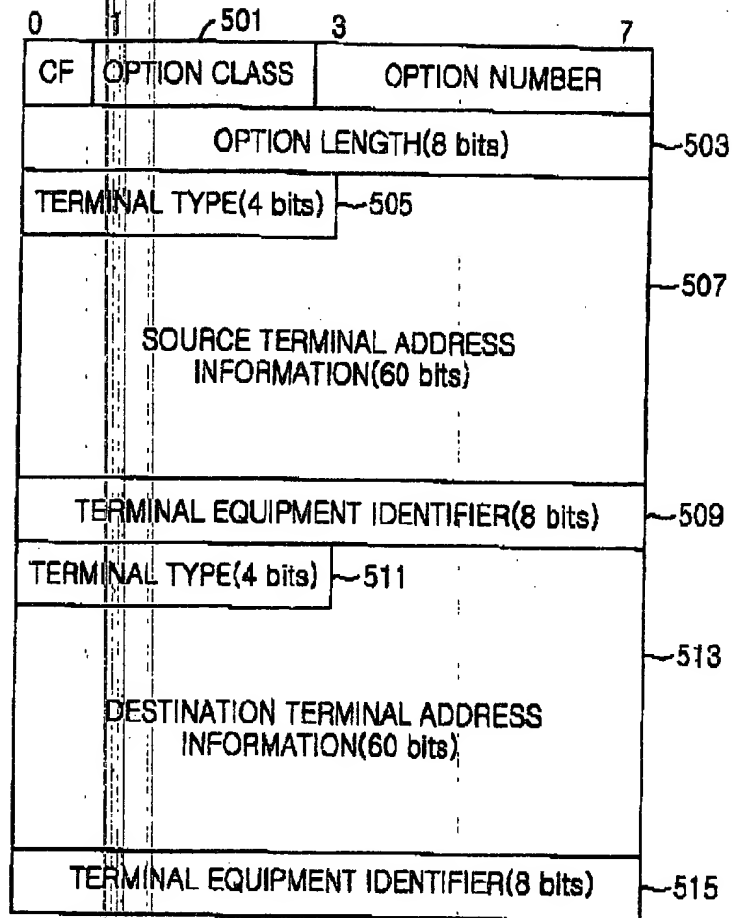 0 1 501 3 7
CF OPTION CLASS OPTION NUMBER
OPTION LENGTH(8 bits) 503
TERMINAL TYPE(4 bits) 505
507
SOURCE TERMINAL ADDRESS
INFORMATION(60 bits)
TERMINAL EQUIPMENT IDENTIFIER(8 bits) 509
TERMINAL TYPE(4 bits) 511
513
DESTINATION TERMINAL ADDRESS
INFORMATION(60 bits)
TERMINAL EQUIPMENT IDENTIFIER(8 bits) 515